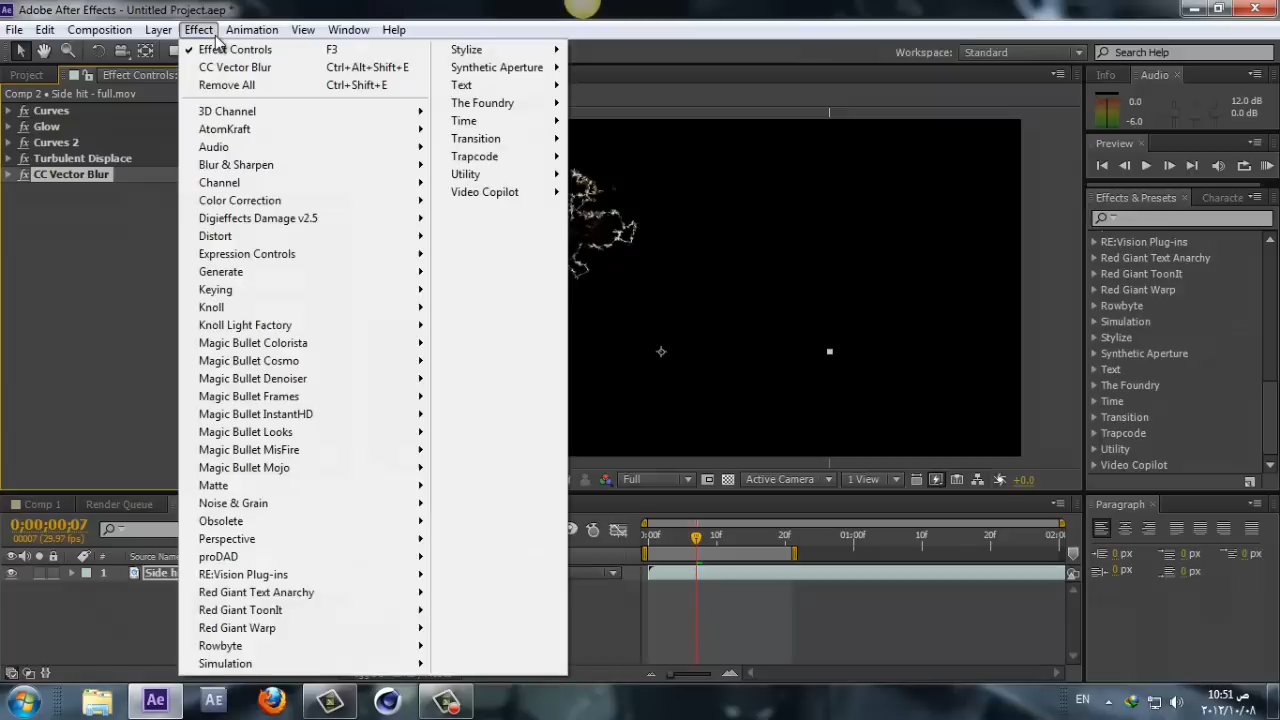 Adobe After Effects - Untitled Project.aep *
File Edit Composition Layer Effect Animation View Window Help
Workspace: Standard Search Help
Project Effect Controls: Info Audio
Comp 2 • Side hit - full.mov
Curves
Glow
Curves 2
Turbulent Displace
CC Vector Blur
Effect Controls F3
CC Vector Blur Ctrl+Alt+Shift+E
Remove All Ctrl+Shift+E
3D Channel
AtomKraft
Audio
Blur & Sharpen
Channel
Color Correction
Digieffects Damage v2.5
Distort
Expression Controls
Generate
Keying
Knoll
Knoll Light Factory
Magic Bullet Colorista
Magic Bullet Cosmo
Magic Bullet Denoiser
Magic Bullet Frames
Magic Bullet InstantHD
Magic Bullet Looks
Magic Bullet MisFire
Magic Bullet Mojo
Matte
Noise & Grain
Obsolete
Perspective
proDAD
RE:Vision Plug-ins
Red Giant Text Anarchy
Red Giant ToonIt
Red Giant Warp
Rowbyte
Simulation
Stylize
Synthetic Aperture
Text
The Foundry
Time
Transition
Trapcode
Utility
Video Copilot
0.0 12.0 dB
-6.0 0.0 dB
Preview
Effects & Presets Characte
RE:Vision Plug-ins
Red Giant Text Anarchy
Red Giant ToonIt
Red Giant Warp
Rowbyte
Simulation
Stylize
Synthetic Aperture
Text
The Foundry
Time
Transition
Trapcode
Utility
Video Copilot
Full Active Camera 1 View +0.0
Comp 1 Render Queue
0;00;00;07
00007 (29.97 fps)
# Source Name
1 Side h
0:00f 10f 20f 01:00f 10f 20f 02:0
Paragraph
0 px 0 px 0 px
0 px 0 px
Ae AE EN
10:51 ص
٢٠١٢/١٠/٠٨